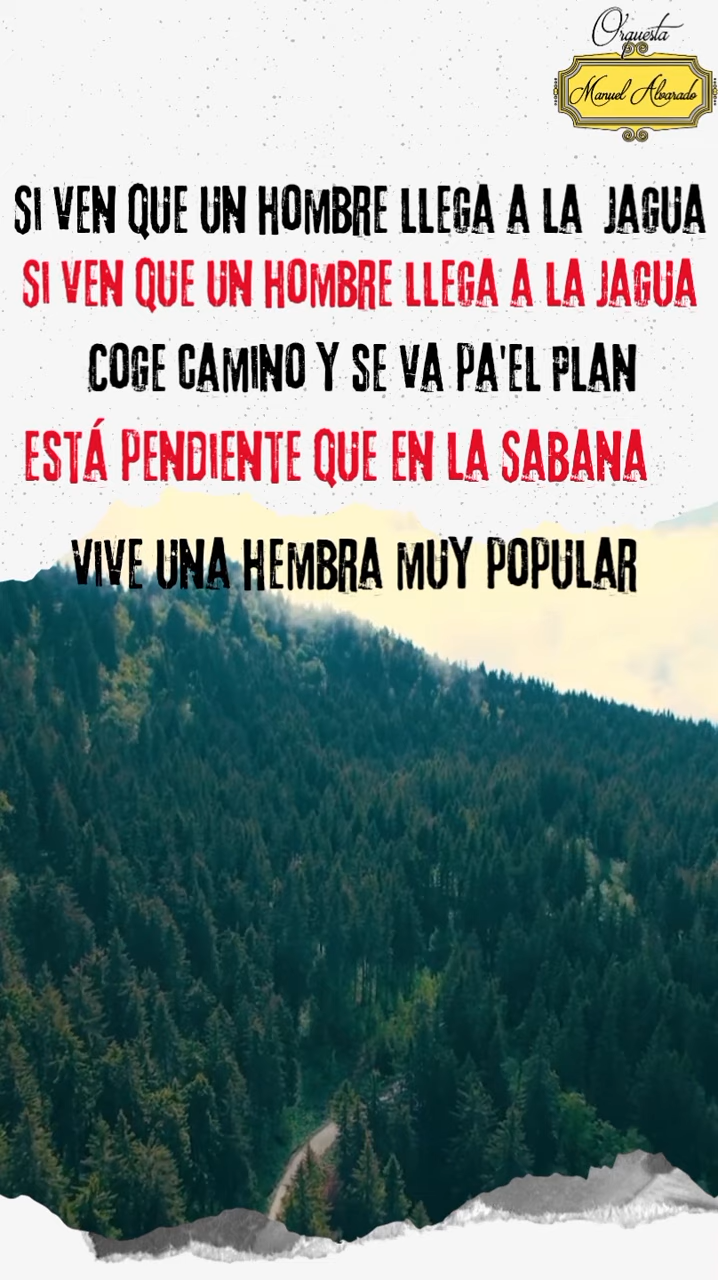 Orquesta
Manuel Alvarado
SI VEN QUE UN HOMBRE LLEGA A LA JAGUA
SI VEN QUE UN HOMBRE LLEGA A LA JAGUA
COGE CAMINO Y SE VA PA'EL PLAN
ESTÁ PENDIENTE QUE EN LA SABANA
VIVE UNA HEMBRA MUY POPULAR